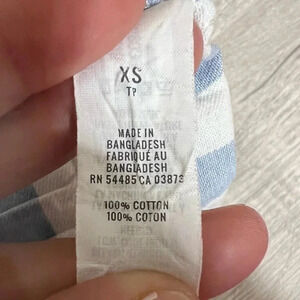 XS
TP
MADE IN
BANGLADESH
FABRIQUÉ AU
BANGLADESH
RN 54485 CA 03873
100% COTTON
100% COTON